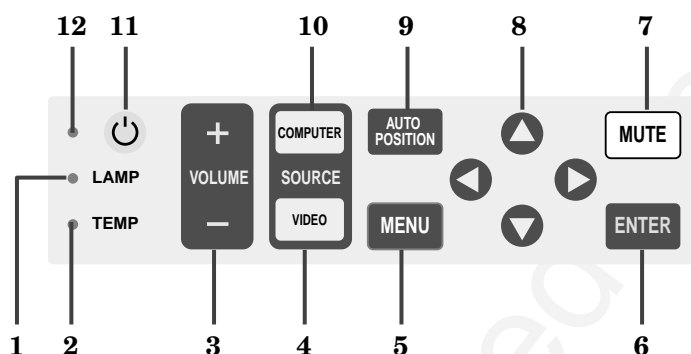 12 11 10 9 8 7
COMPUTER
AUTO
POSITION
MUTE
+
LAMP
VOLUME
SOURCE
TEMP
−
VIDEO
MENU
ENTER
1 2 3 4 5 6